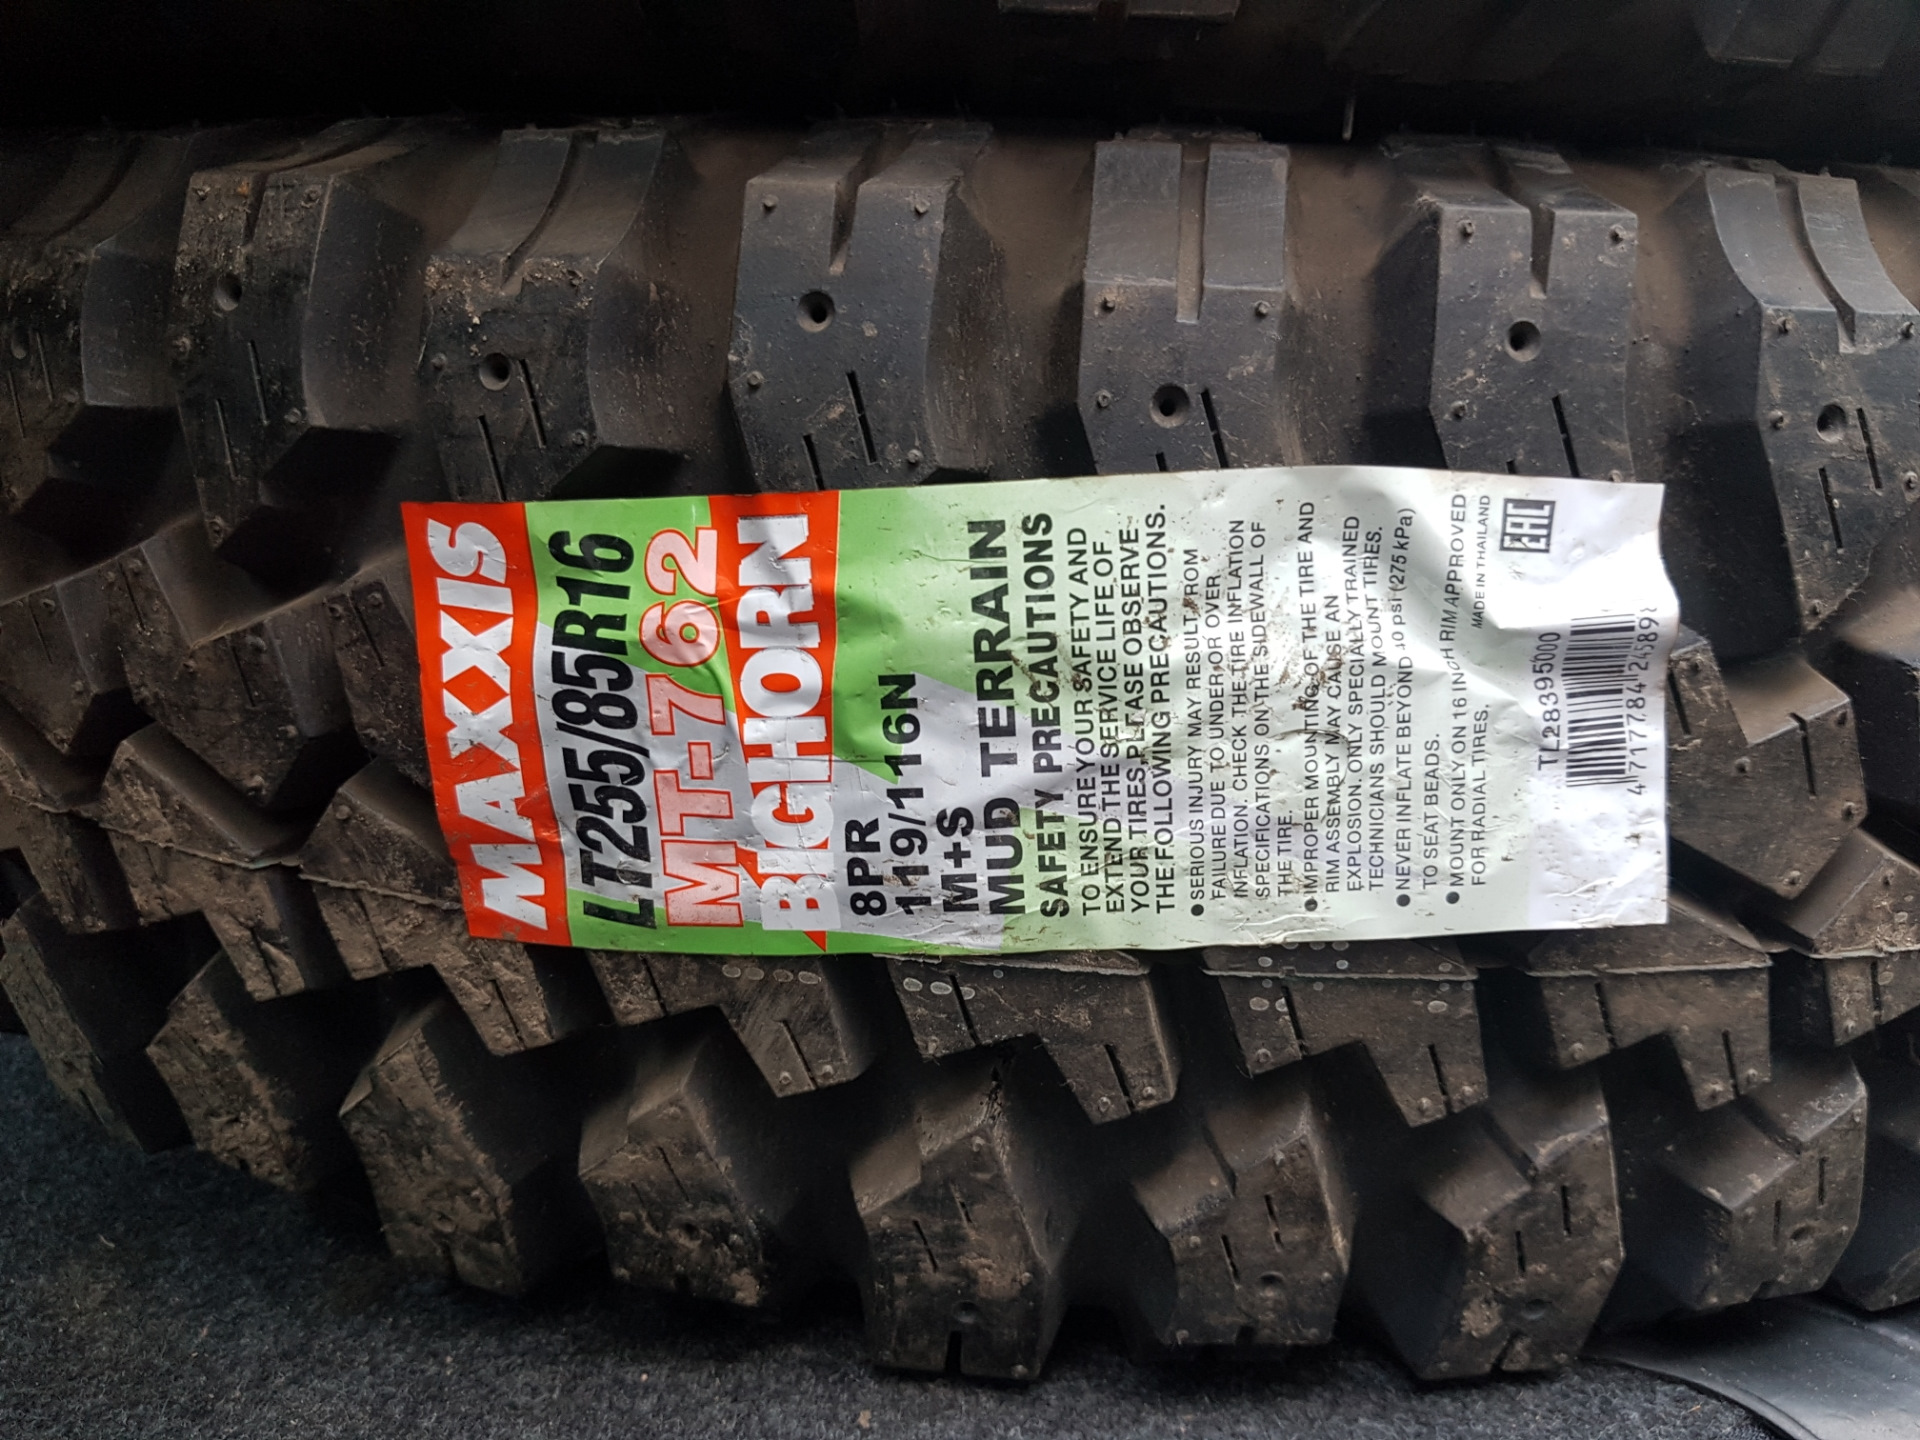 MAXXIS
LT255/85R16
MT-762
BIGHORN
8PR
119/116N
M+S
MUD TERRAIN
SAFETY PRECAUTIONS
TO ENSURE YOUR SAFETY AND
EXTEND THE SERVICE LIFE OF
YOUR TIRES, PLEASE OBSERVE
THE FOLLOWING PRECAUTIONS.
● SERIOUS INJURY MAY RESULT FROM
FAILURE DUE TO UNDER OR OVER
INFLATION. CHECK THE TIRE INFLATION
SPECIFICATIONS ON THE SIDEWALL OF
THE TIRE.
● IMPROPER MOUNTING OF THE TIRE AND
RIM ASSEMBLY MAY CAUSE AN
EXPLOSION. ONLY SPECIALLY TRAINED
TECHNICIANS SHOULD MOUNT TIRES.
● NEVER INFLATE BEYOND 40 psi (275 kPa)
TO SEAT BEADS.
● MOUNT ONLY ON 16 INCH RIM APPROVED
FOR RADIAL TIRES.
MADE IN THAILAND
EAC
TL28395000
4 717784 245898